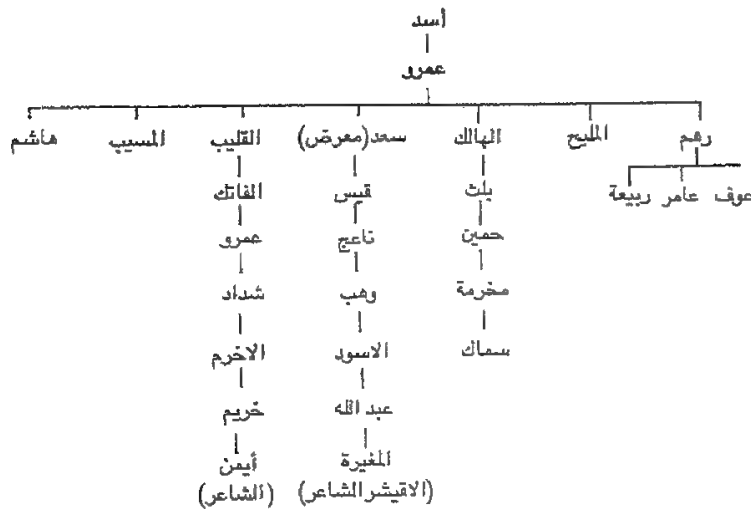 أسد
عمرو
رهم المليح الهالك سعد(معرض) القليب المسيب هاشم
عوف عامر ربيعة
بلث قيس الفاتك
حمين ناعج عمرو
مخرمة وهب شداد
سماك الاسود الاخرم
عبد الله خريم
المغيرة أيمن
(الاقيشر الشاعر) (الشاعر)